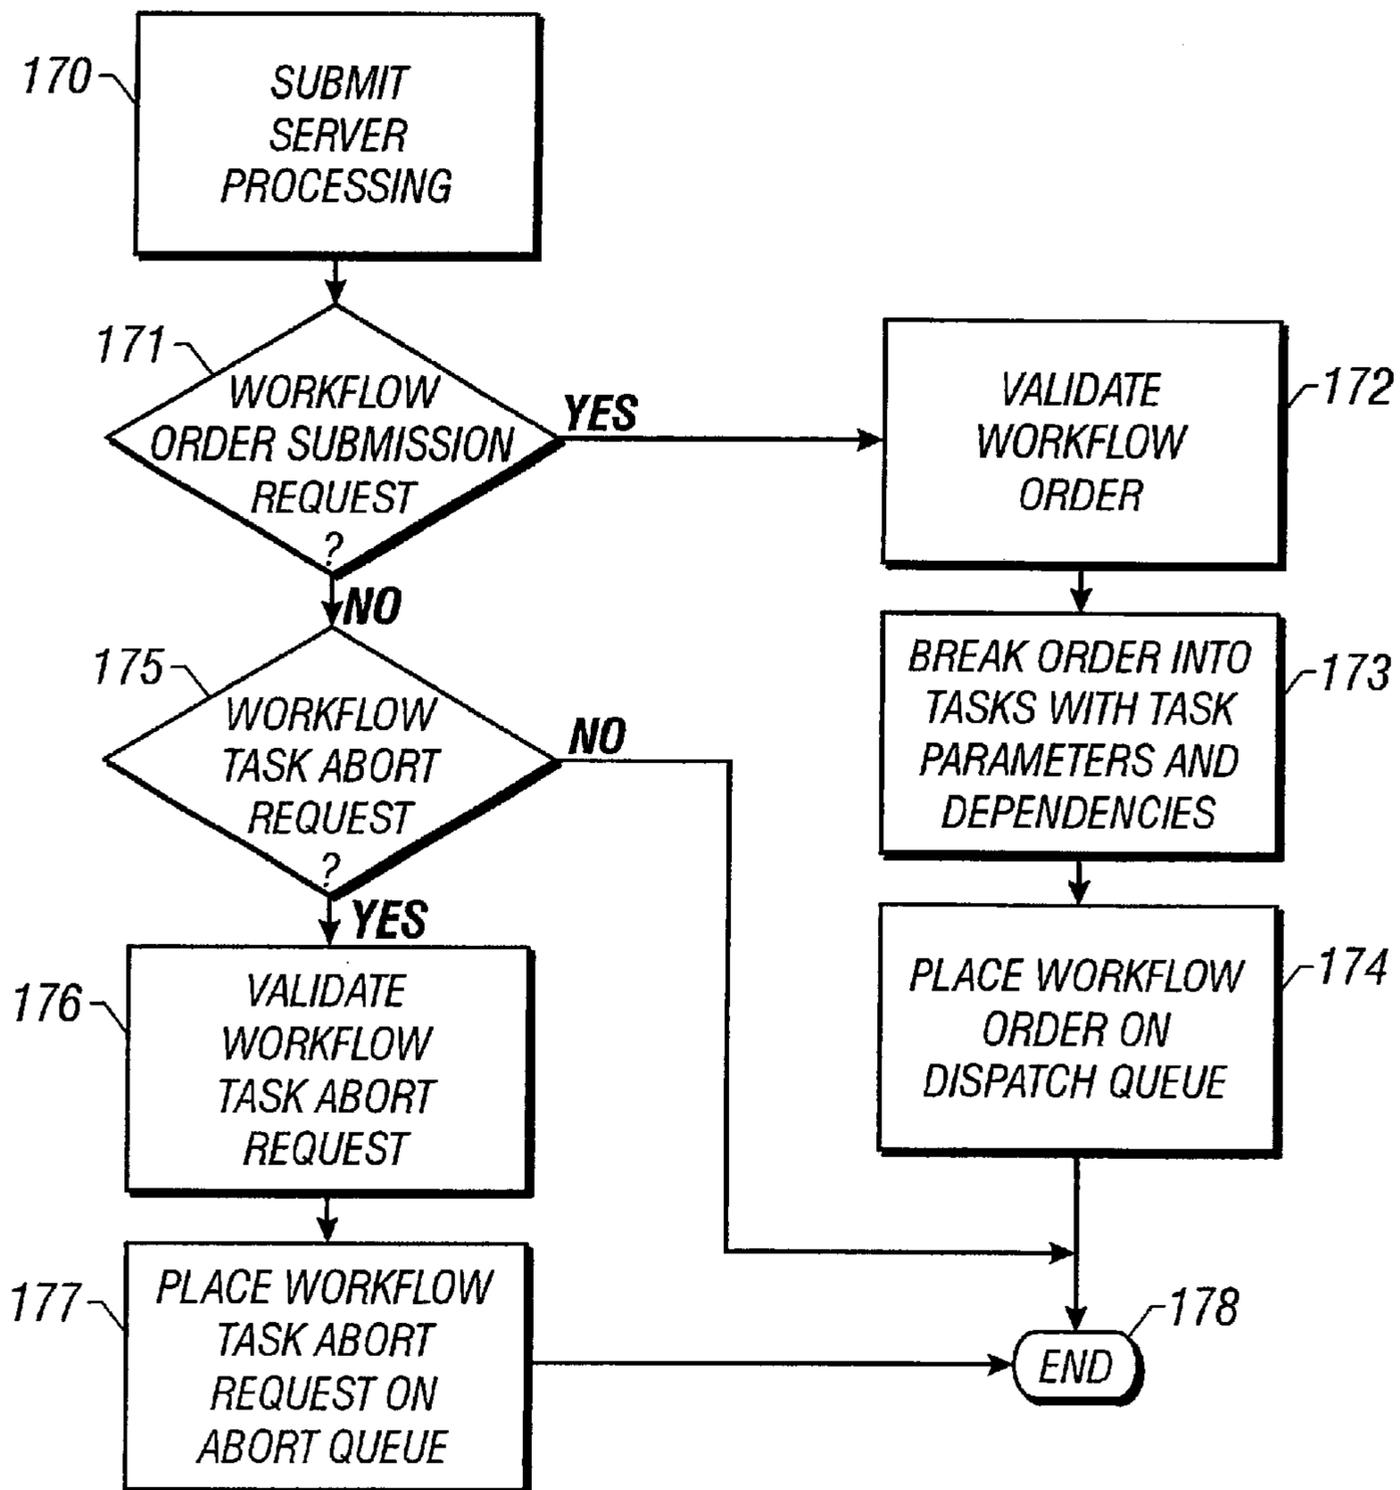 170
SUBMIT
SERVER
PROCESSING
171
WORKFLOW
ORDER SUBMISSION
REQUEST
?
YES
NO
172
VALIDATE
WORKFLOW
ORDER
173
BREAK ORDER INTO
TASKS WITH TASK
PARAMETERS AND
DEPENDENCIES
174
PLACE WORKFLOW
ORDER ON
DISPATCH QUEUE
175
WORKFLOW
TASK ABORT
REQUEST
?
NO
YES
176
VALIDATE
WORKFLOW
TASK ABORT
REQUEST
177
PLACE WORKFLOW
TASK ABORT
REQUEST ON
ABORT QUEUE
178
END